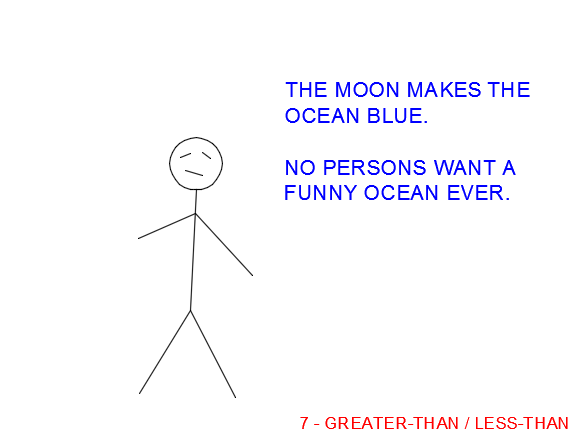 THE MOON MAKES THE
OCEAN BLUE.
NO PERSONS WANT A
FUNNY OCEAN EVER.
7 - GREATER-THAN / LESS-THAN